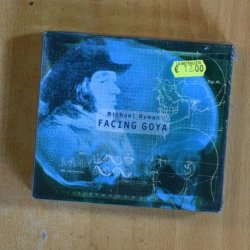 € 12.00
Michael Nyman
FACING GOYA